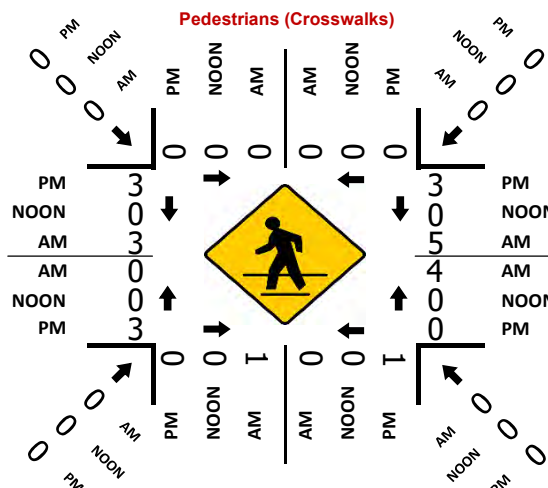 Pedestrians (Crosswalks)
0 0 0
PM NOON AM
PM NOON AM AM NOON PM
PM NOON AM
0 0 0
0 0 0 0 0 0
PM 3 3 PM
NOON 0 0 NOON
AM 3 5 AM
AM 0 4 AM
NOON 0 0 NOON
PM 3 0 PM
0 0 1 0 0 1
0 0 0
AM NOON PM
PM NOON AM AM NOON PM
AM NOON PM
0 0 0